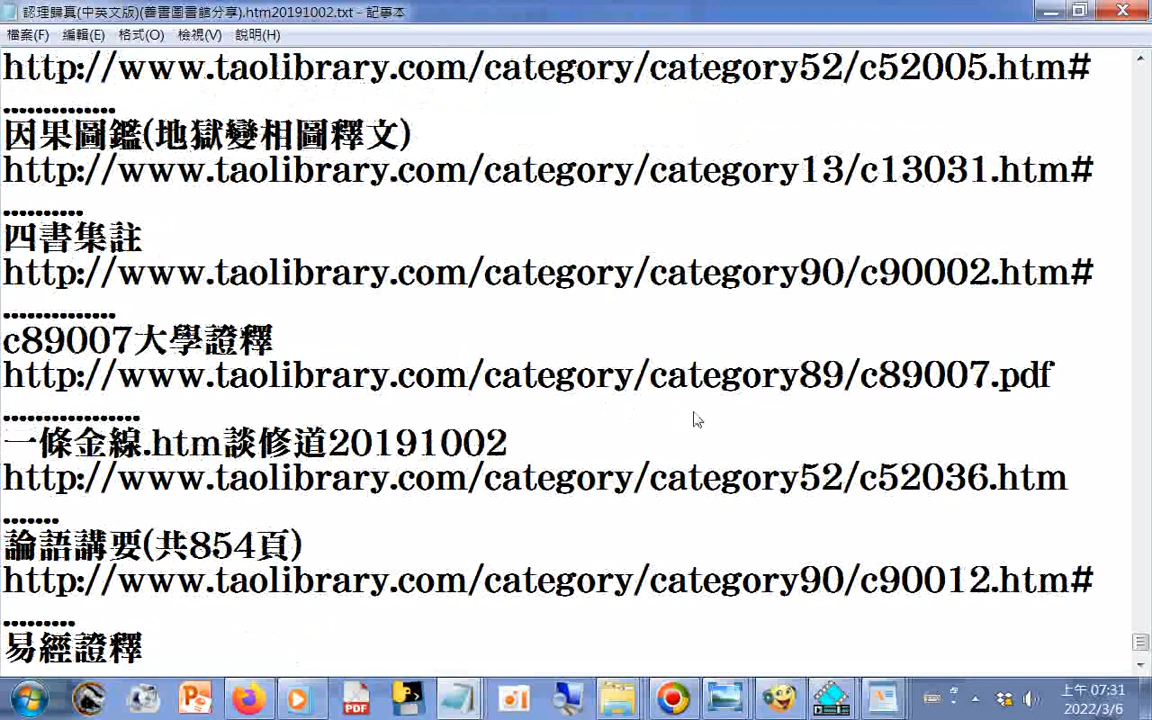 認理歸真(中英文版)(善書圖書館分享).htm20191002.txt - 記事本
檔案(F) 編輯(E) 格式(O) 檢視(V) 說明(H)
http://www.taolibrary.com/category/category52/c52005.htm#
..............
因果圖鑑(地獄變相圖釋文)
http://www.taolibrary.com/category/category13/c13031.htm#
..........
四書集註
http://www.taolibrary.com/category/category90/c90002.htm#
..............
c89007大學證釋
http://www.taolibrary.com/category/category89/c89007.pdf
.................
一條金線.htm談修道20191002
http://www.taolibrary.com/category/category52/c52036.htm
.......
論語講要(共854頁)
http://www.taolibrary.com/category/category90/c90012.htm#
.........
易經證釋
上午 07:31
2022/3/6